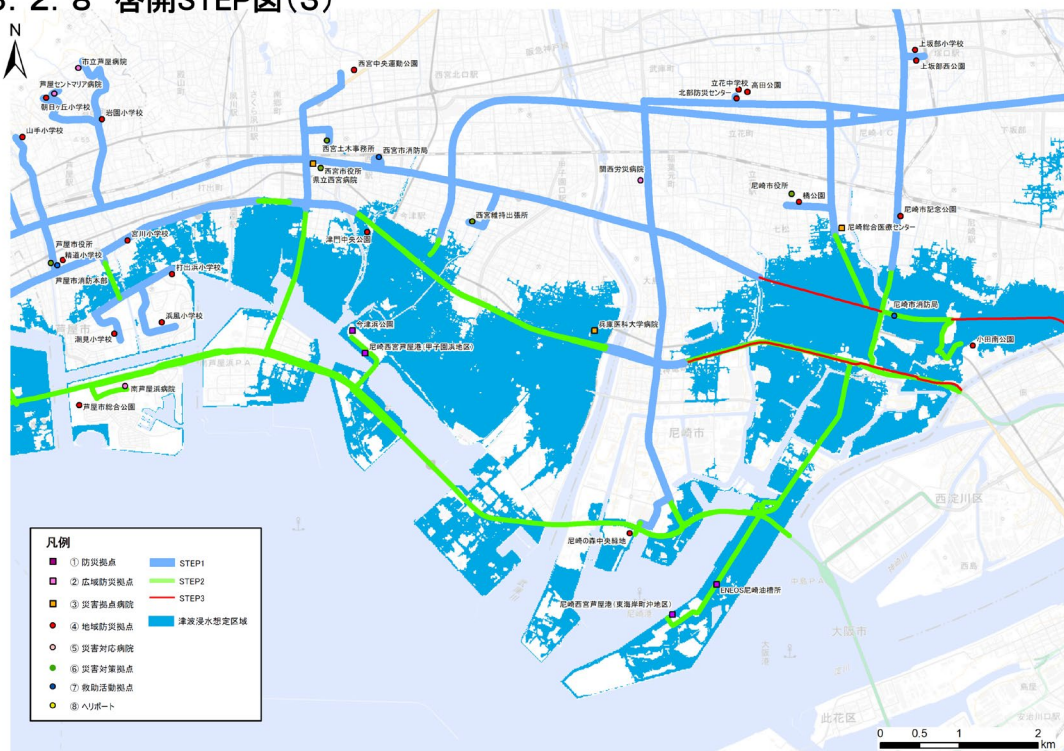 3. 2. 8 啓開STEP図(3)
N
市立芦屋病院
芦屋セントマリア病院
朝日ヶ丘小学校
岩園小学校
山手小学校
西宮中央運動公園
西宮土木事務所
西宮市消防局
西宮市役所
県立西宮病院
上坂部小学校
上坂部西公園
立花中学校
高田公園
北部防災センター
関西労災病院
尼崎市役所
橘公園
尼崎市記念公園
尼崎総合医療センター
西宮維持出張所
津門中央公園
宮川小学校
芦屋市役所
精道小学校
打出浜小学校
芦屋市消防本部
浜風小学校
潮見小学校
今津浜公園
尼崎西宮芦屋港(甲子園浜地区)
兵庫医科大学病院
尼崎市消防局
小田南公園
芦屋市
南芦屋浜病院
芦屋市総合公園
尼崎市
西淀川区
尼崎の森中央緑地
ENEOS尼崎油槽所
尼崎西宮芦屋港(東海岸町沖地区)
大阪市
此花区
凡例
① 防災拠点
② 広域防災拠点
③ 災害拠点病院
④ 地域防災拠点
⑤ 災害対応病院
⑥ 災害対策拠点
⑦ 救助活動拠点
⑧ ヘリポート
STEP1
STEP2
STEP3
津波浸水想定区域
0 0.5 1 2
km